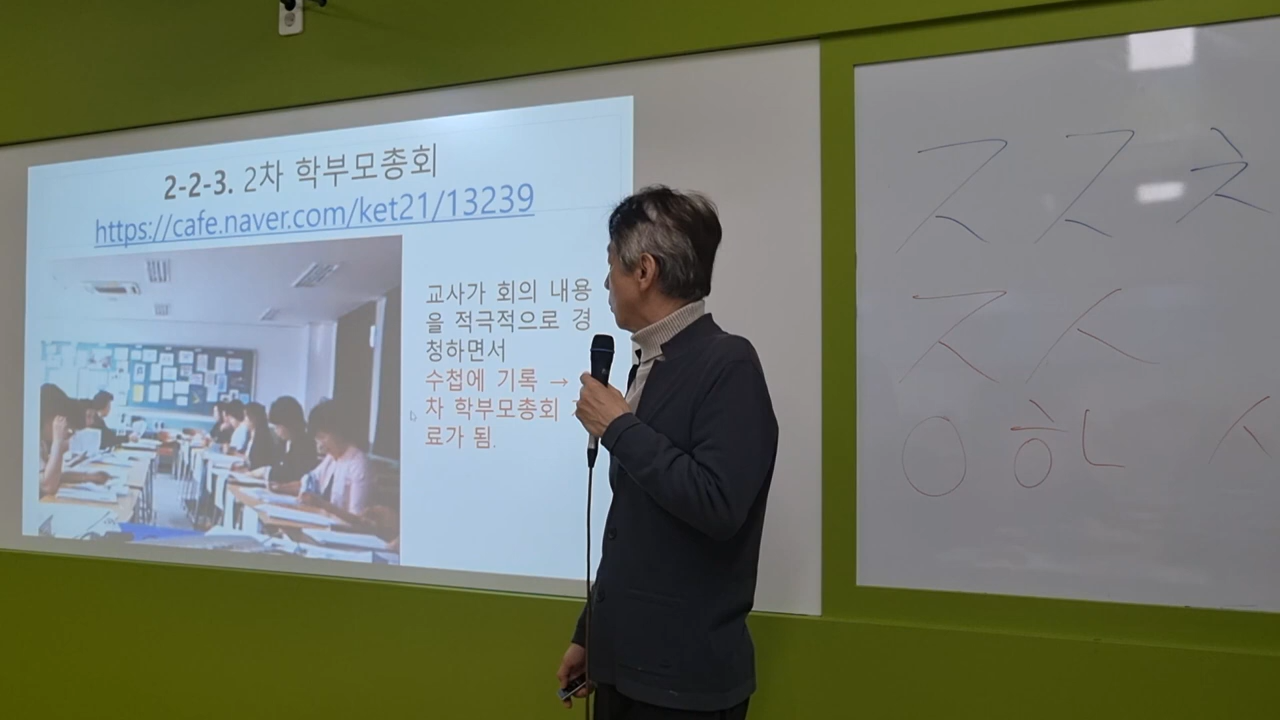 2-2-3. 2차 학부모총회
https://cafe.naver.com/ket21/13239
교사가 회의 내용
을 적극적으로 경
청하면서
수첩에 기록 →
차 학부모총회
료가 됨.
ㅈ ㅈ ㅊ
ㅈ ㅅ
ㅇ 한 ㅅ